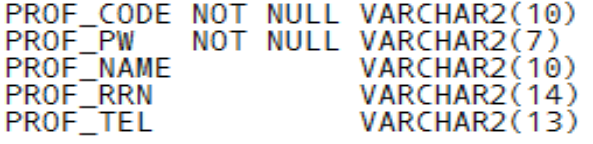 PROF_CODE NOT NULL VARCHAR2(10)
PROF_PW NOT NULL VARCHAR2(7)
PROF_NAME VARCHAR2(10)
PROF_RRN VARCHAR2(14)
PROF_TEL VARCHAR2(13)